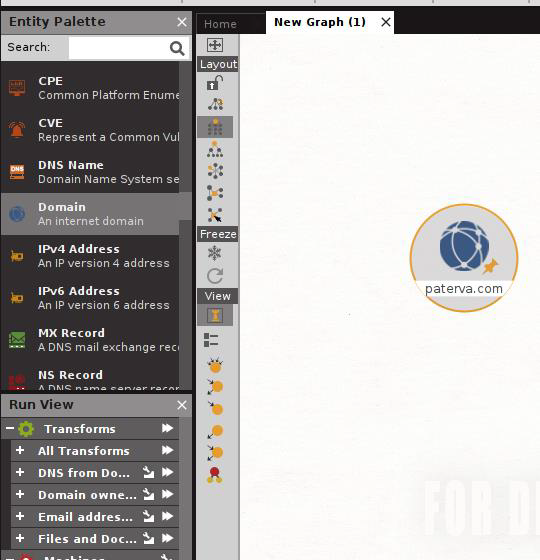 Entity Palette
Home
New Graph (1)
Search:
Layout
CPE
Common Platform Enume
CVE
Represent a Common Vul
DNS
DNS Name
Domain Name System se
Domain
An internet domain
IPv4 Address
An IP version 4 address
Freeze
IPv6 Address
An IP version 6 address
paterva.com
View
MX Record
A DNS mail exchange rec
NS Record
A DNS name server recor
Run View
Transforms
All Transforms
DNS from Do...
Domain owne...
Email addres...
Files and Doc...
Machines
FOR